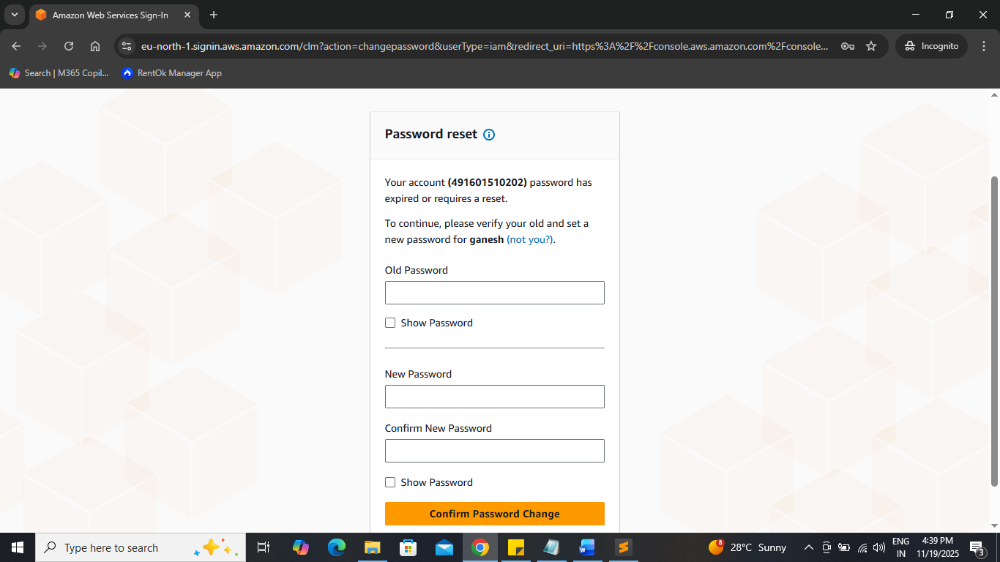 Amazon Web Services Sign-In
eu-north-1.signin.aws.amazon.com/clm?action=changepassword&userType=iam&redirect_uri=https%3A%2F%2Fconsole.aws.amazon.com%2Fconsole...
Incognito
Search | M365 Copil...
RentOk Manager App
Password reset
Your account (491601510202) password has
expired or requires a reset.
To continue, please verify your old and set a
new password for ganesh (not you?).
Old Password
Show Password
New Password
Confirm New Password
Show Password
Confirm Password Change
Type here to search
8
28°C Sunny
ENG
IN
4:39 PM
11/19/2025
3